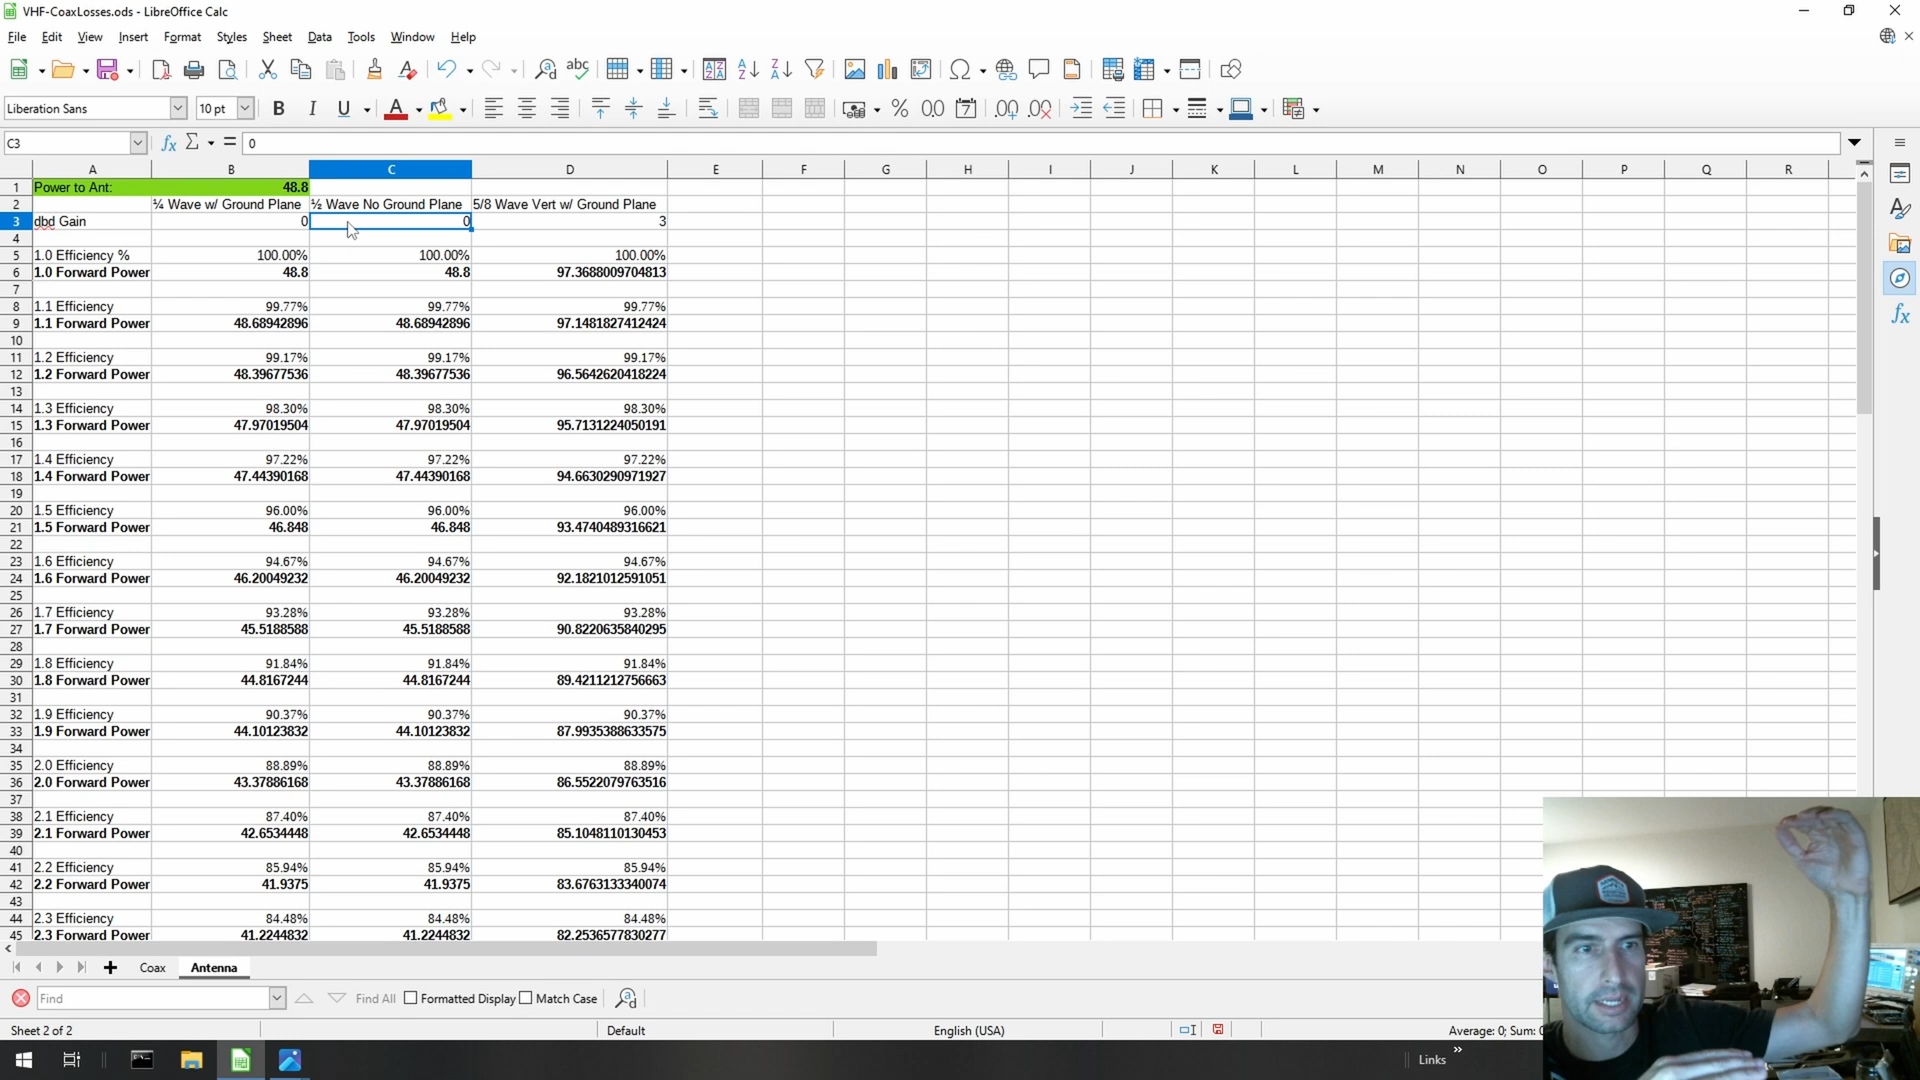 VHF-CoaxLosses.ods - LibreOffice Calc
File Edit View Insert Format Styles Sheet Data Tools Window Help
Liberation Sans 10 pt
C3 0
A B C D E F G H I J K L M N O P Q R
1 Power to Ant: 48.8
2 ¼ Wave w/ Ground Plane ½ Wave No Ground Plane 5/8 Wave Vert w/ Ground Plane
3 dbd Gain 0 0 3
4
5 1.0 Efficiency % 100.00% 100.00% 100.00%
6 1.0 Forward Power 48.8 48.8 97.3688009704813
7
8 1.1 Efficiency 99.77% 99.77% 99.77%
9 1.1 Forward Power 48.68942896 48.68942896 97.1481827412424
10
11 1.2 Efficiency 99.17% 99.17% 99.17%
12 1.2 Forward Power 48.39677536 48.39677536 96.5642620418224
13
14 1.3 Efficiency 98.30% 98.30% 98.30%
15 1.3 Forward Power 47.97019504 47.97019504 95.7131224050191
16
17 1.4 Efficiency 97.22% 97.22% 97.22%
18 1.4 Forward Power 47.44390168 47.44390168 94.6630290971927
19
20 1.5 Efficiency 96.00% 96.00% 96.00%
21 1.5 Forward Power 46.848 46.848 93.4740489316621
22
23 1.6 Efficiency 94.67% 94.67% 94.67%
24 1.6 Forward Power 46.20049232 46.20049232 92.1821012591051
25
26 1.7 Efficiency 93.28% 93.28% 93.28%
27 1.7 Forward Power 45.5188588 45.5188588 90.8220635840295
28
29 1.8 Efficiency 91.84% 91.84% 91.84%
30 1.8 Forward Power 44.8167244 44.8167244 89.4211212756663
31
32 1.9 Efficiency 90.37% 90.37% 90.37%
33 1.9 Forward Power 44.10123832 44.10123832 87.9935388633575
34
35 2.0 Efficiency 88.89% 88.89% 88.89%
36 2.0 Forward Power 43.37886168 43.37886168 86.5522079763516
37
38 2.1 Efficiency 87.40% 87.40% 87.40%
39 2.1 Forward Power 42.6534448 42.6534448 85.1048110130453
40
41 2.2 Efficiency 85.94% 85.94% 85.94%
42 2.2 Forward Power 41.9375 41.9375 83.6763133340074
43
44 2.3 Efficiency 84.48% 84.48% 84.48%
45 2.3 Forward Power 41.2244832 41.2244832 82.2536577830277
Coax Antenna
Find Find All Formatted Display Match Case
Sheet 2 of 2 Default English (USA) Average: 0; Sum:
Links